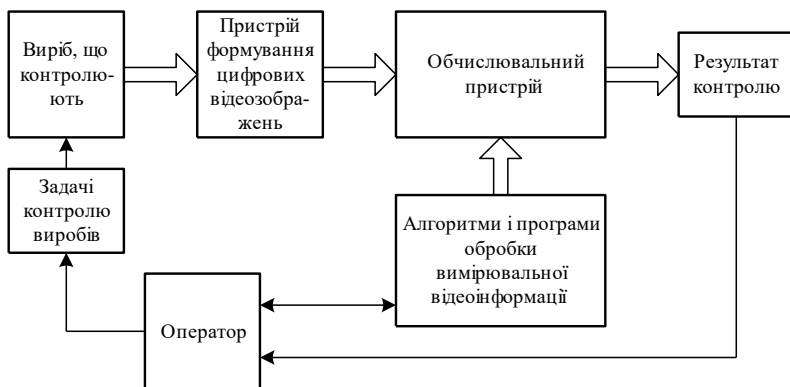 Виріб, що
контролю-
ють
Пристрій
формування
цифрових
відеозобра-
жень
Обчислювальний
пристрій
Результат
контролю
Задачі
контролю
виробів
Алгоритми і програми
обробки
вимірювальної
відеоінформації
Оператор